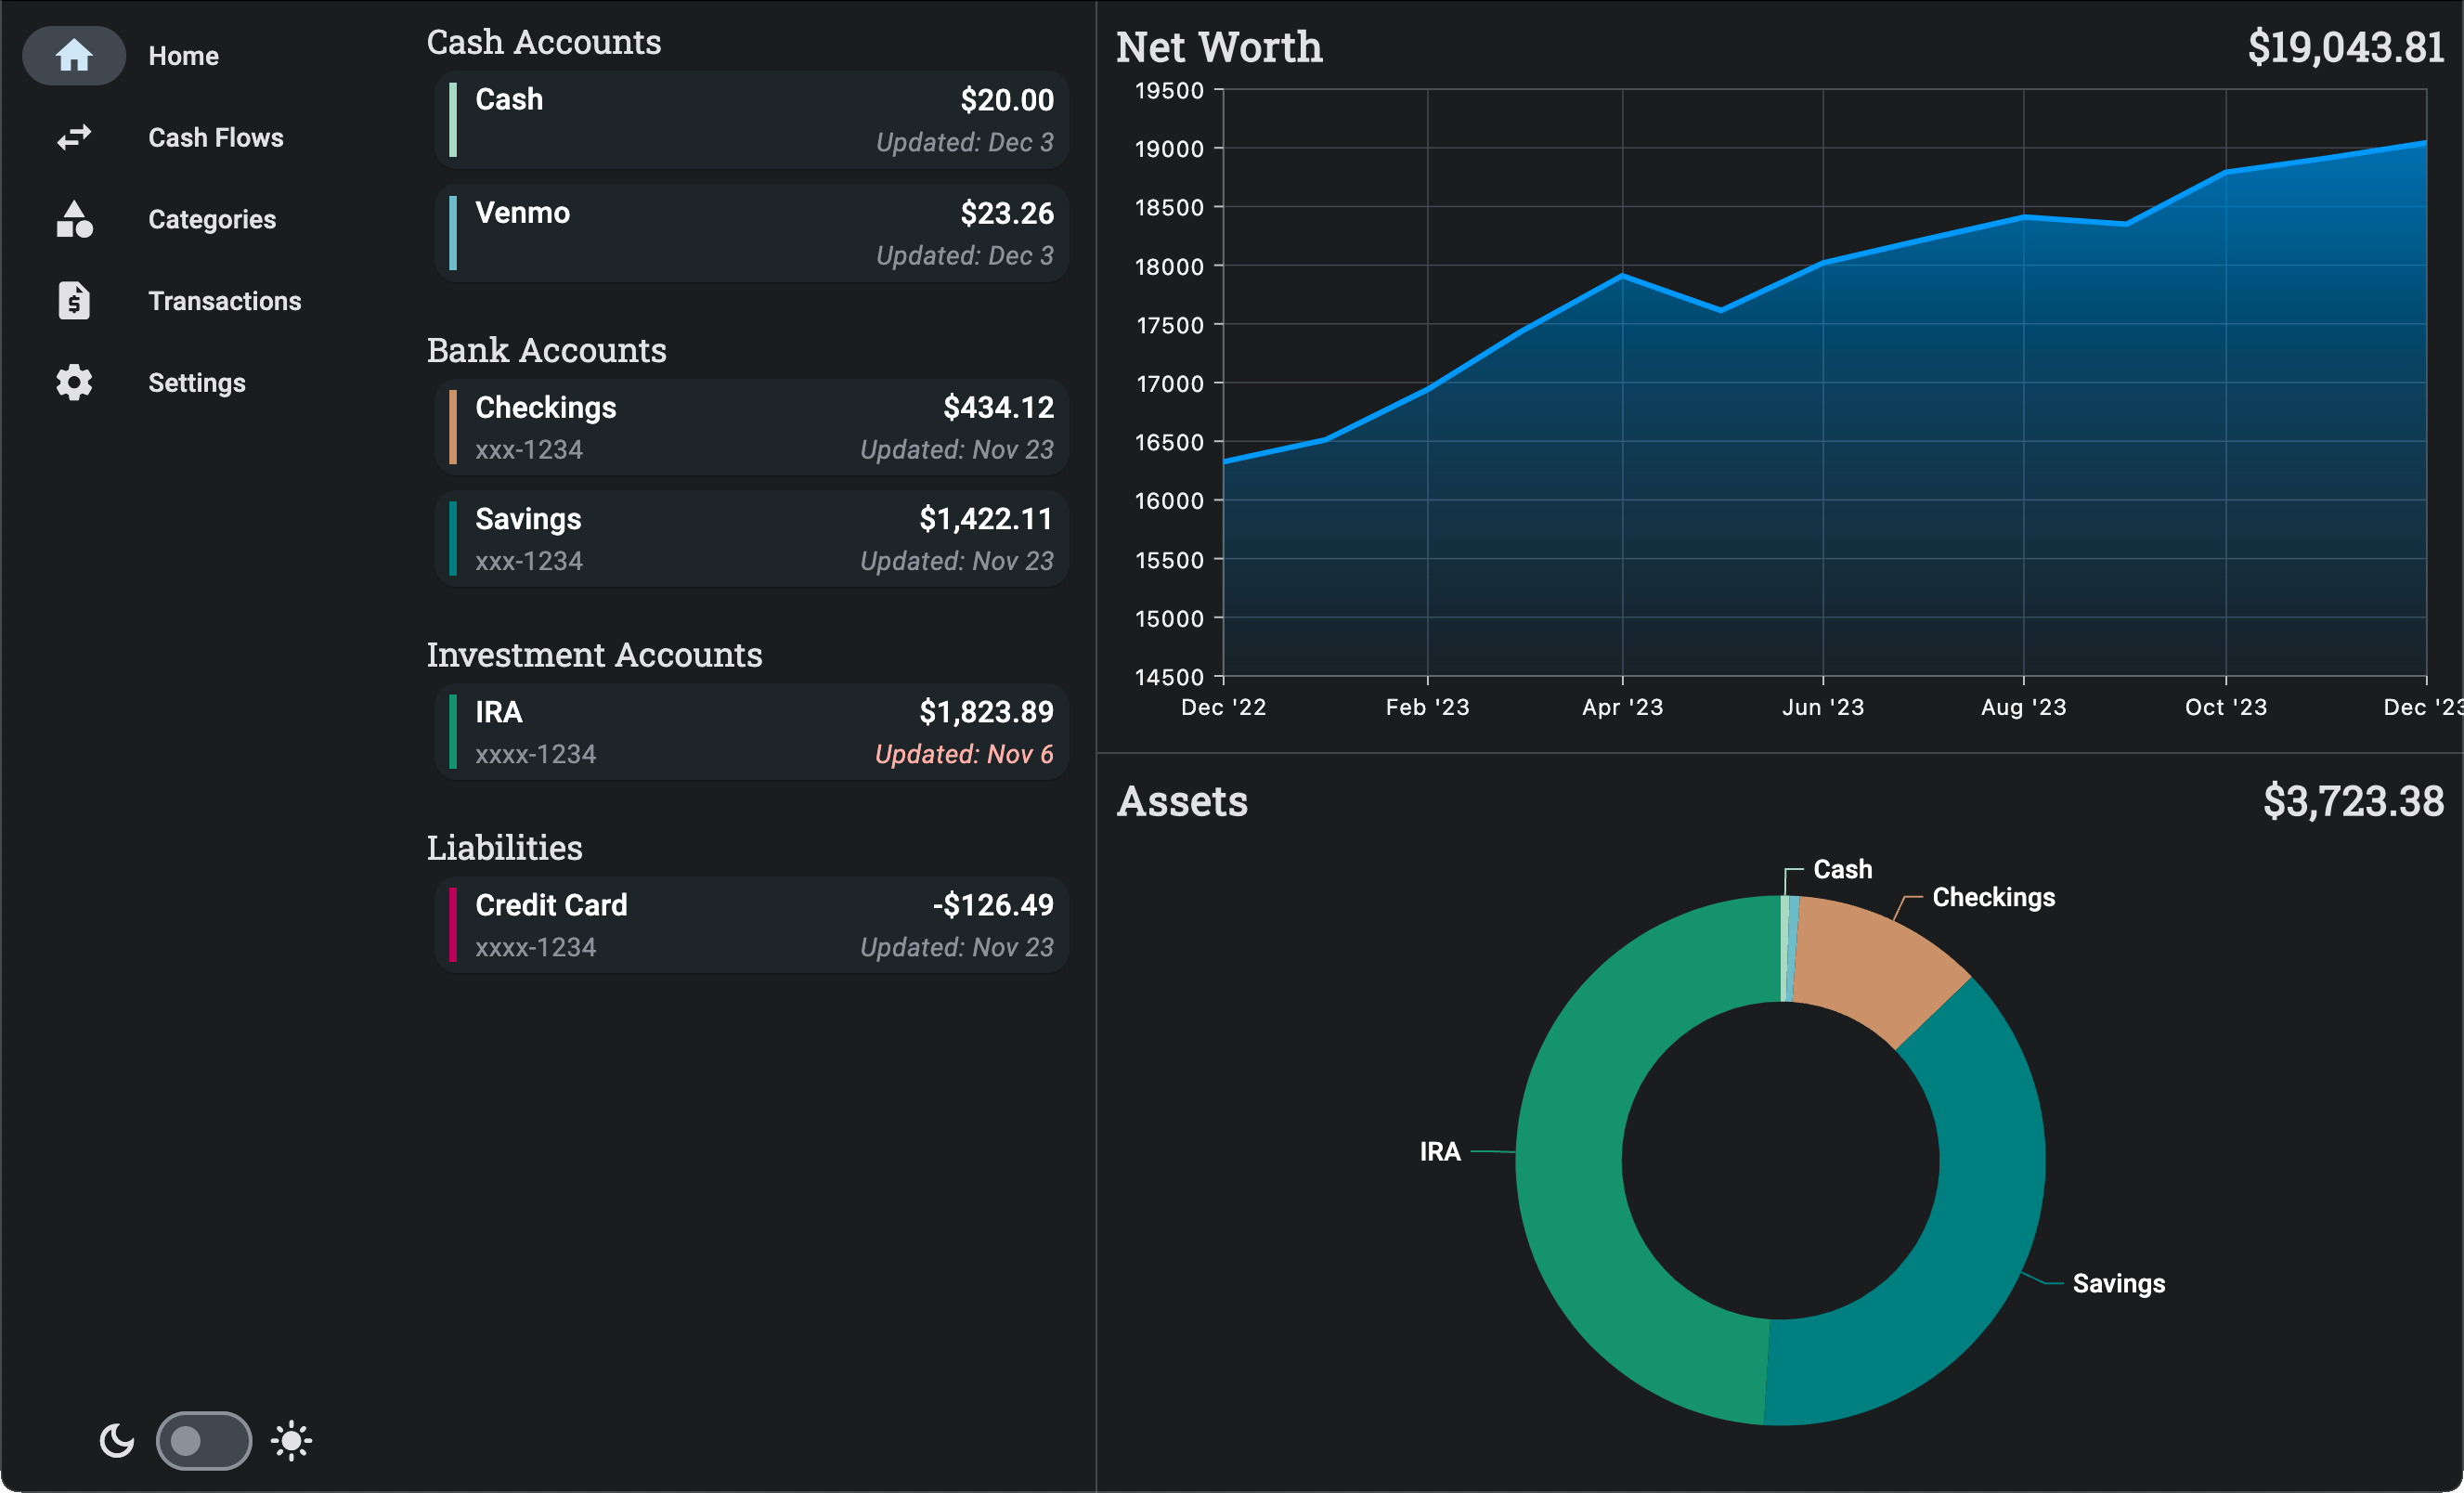 Home
Cash Flows
Categories
Transactions
Settings
Cash Accounts
Cash $20.00
Updated: Dec 3
Venmo $23.26
Updated: Dec 3
Bank Accounts
Checkings $434.12
xxx-1234 Updated: Nov 23
Savings $1,422.11
xxx-1234 Updated: Nov 23
Investment Accounts
IRA $1,823.89
xxxx-1234 Updated: Nov 6
Liabilities
Credit Card -$126.49
xxxx-1234 Updated: Nov 23
Net Worth $19,043.81
19500
19000
18500
18000
17500
17000
16500
16000
15500
15000
14500
Dec '22 Feb '23 Apr '23 Jun '23 Aug '23 Oct '23 Dec '23
Assets $3,723.38
Cash
Checkings
IRA
Savings